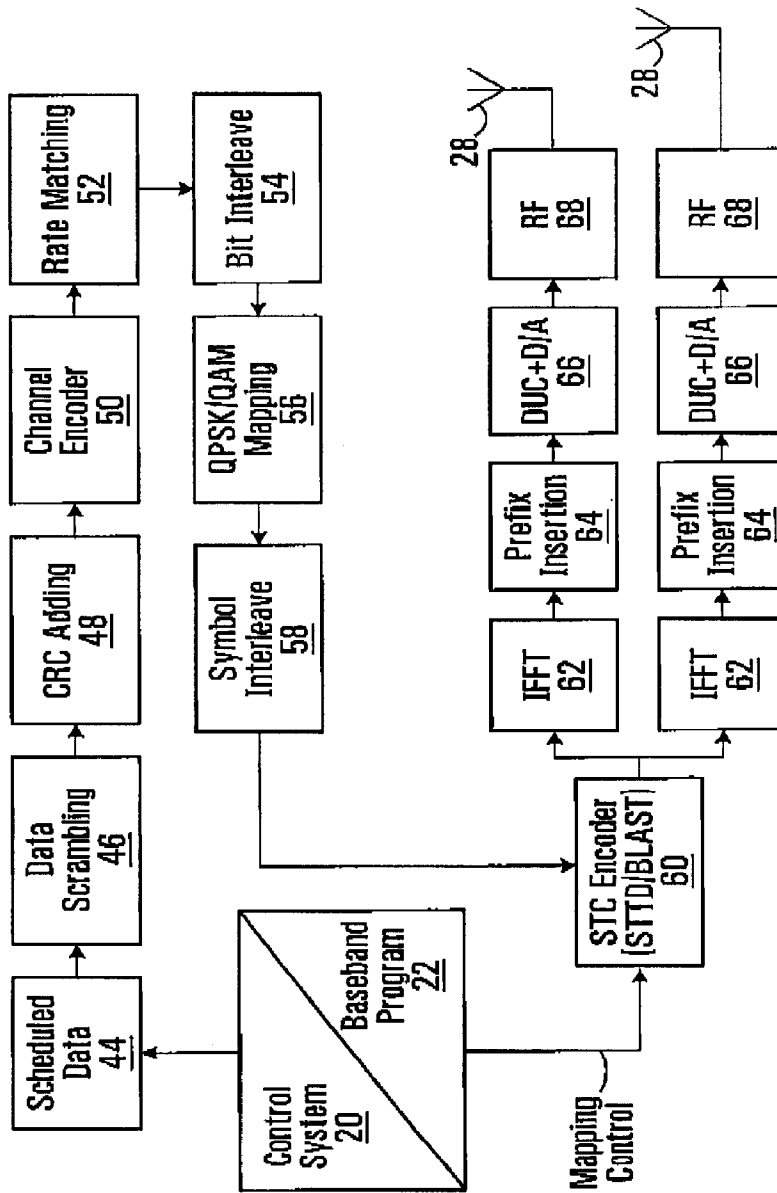 Scheduled
Data
44
Data
Scrambling
46
CRC Adding
48
Channel
Encoder
50
Rate Matching
52
Bit Interleave
54
QPSK/QAM
Mapping
56
Symbol
Interleave
58
Control
System
20
Baseband
Program
22
Mapping
Control
STC Encoder
(STTD/BLAST)
60
IFFT
62
Prefix
Insertion
64
DUC+D/A
66
RF
68
28
IFFT
62
Prefix
Insertion
64
DUC+D/A
66
RF
68
28